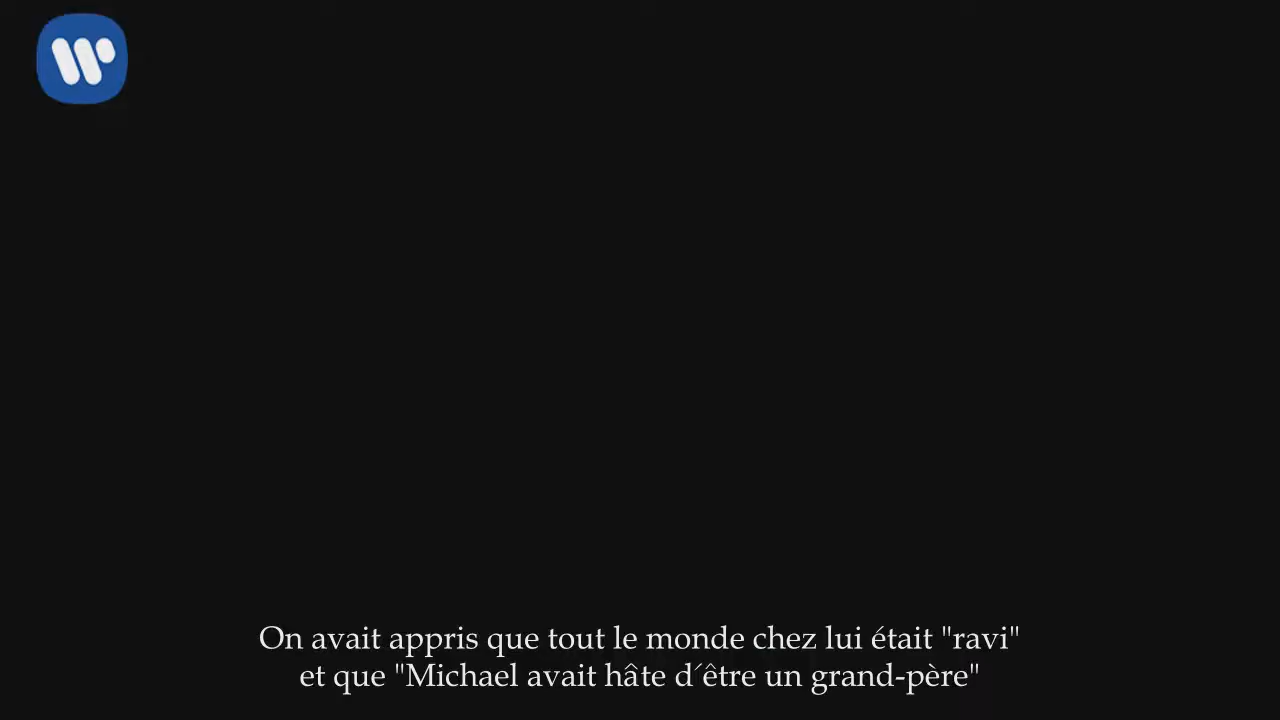 On avait appris que tout le monde chez lui était "ravi"
et que "Michael avait hâte d´être un grand-père"